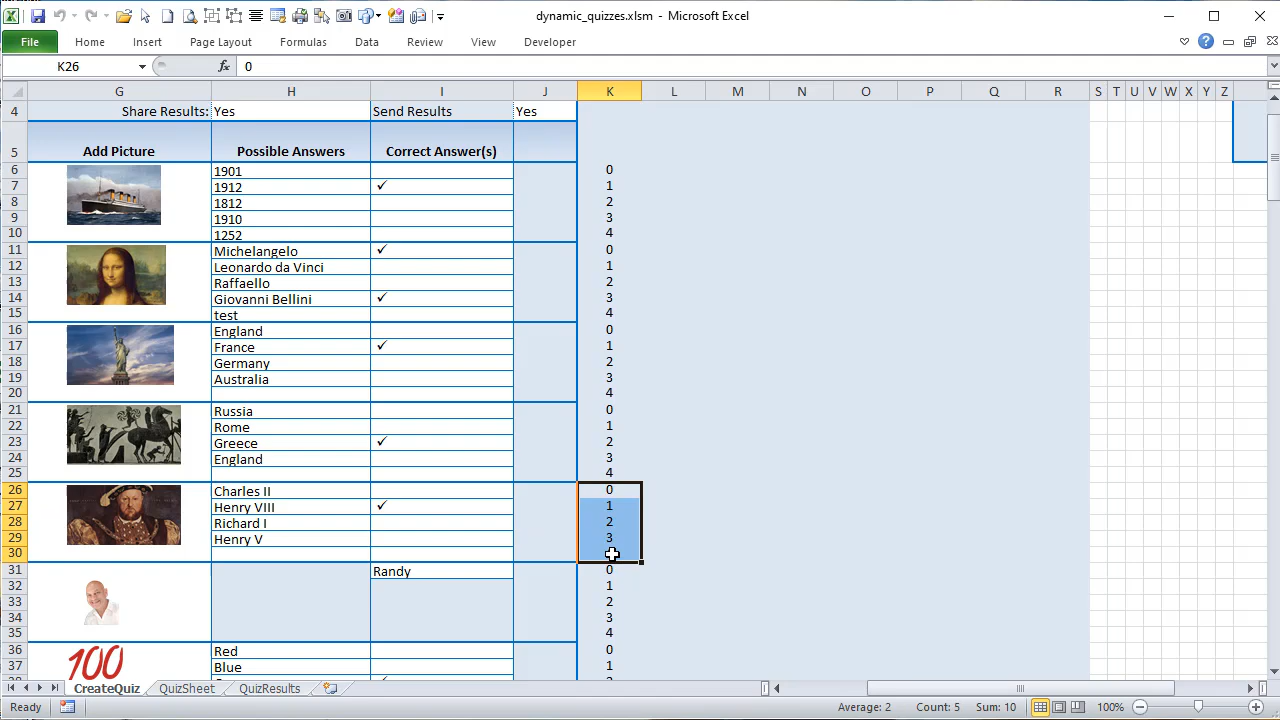 dynamic_quizzes.xlsm - Microsoft Excel
File Home Insert Page Layout Formulas Data Review View Developer
K26 fx 0
G H I J K L M N O P Q R S T U V W X Y Z
4 Share Results: Yes Send Results Yes
5 Add Picture Possible Answers Correct Answer(s)
6 1901 0
7 1912 ✓ 1
8 1812 2
9 1910 3
10 1252 4
11 Michelangelo ✓ 0
12 Leonardo da Vinci 1
13 Raffaello 2
14 Giovanni Bellini ✓ 3
15 test 4
16 England 0
17 France ✓ 1
18 Germany 2
19 Australia 3
20 4
21 Russia 0
22 Rome 1
23 Greece ✓ 2
24 England 3
25 4
26 Charles II 0
27 Henry VIII ✓ 1
28 Richard I 2
29 Henry V 3
30
31 Randy 0
32 1
33 2
34 3
35 4
36 100 Red 0
37 Blue 1
CreateQuiz QuizSheet QuizResults
Ready Average: 2 Count: 5 Sum: 10 100%